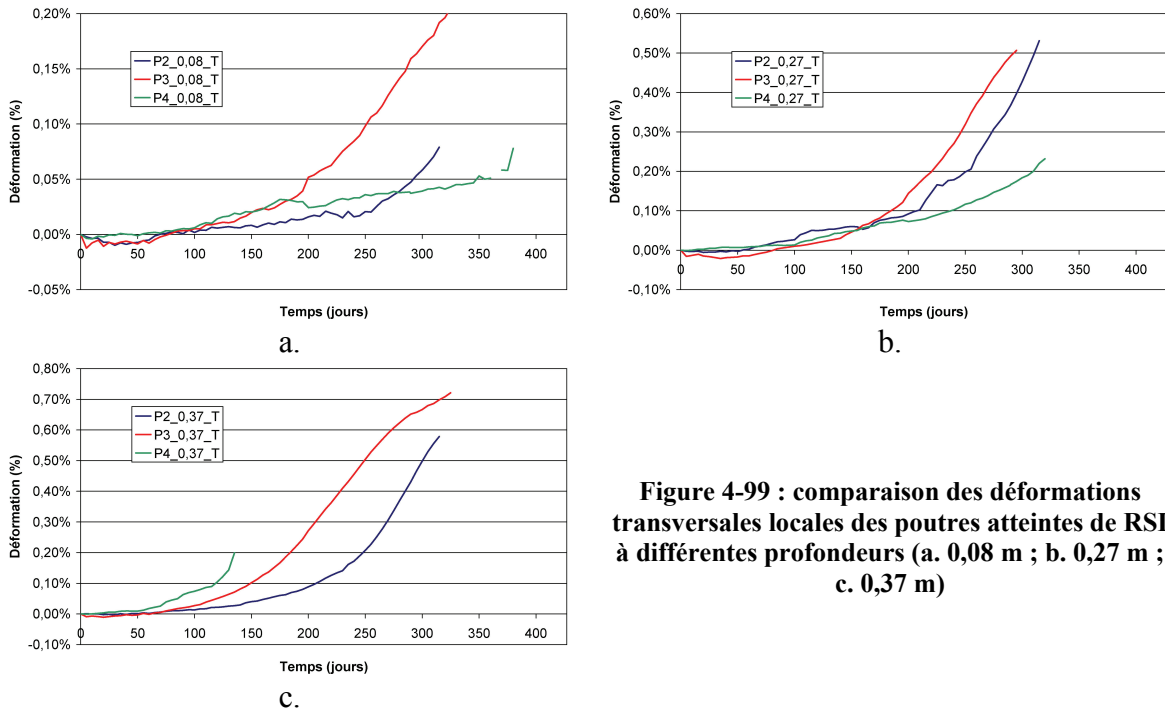 0,20%
0,15%
0,10%
0,05%
0,00%
-0,05%
0 50 100 150 200 250 300 350 400
Déformation (%)
Temps (jours)
P2_0,08_T
P3_0,08_T
P4_0,08_T
a.
0,60%
0,50%
0,40%
0,30%
0,20%
0,10%
0,00%
-0,10%
0 50 100 150 200 250 300 350 400
Déformation (%)
Temps (jours)
P2_0,27_T
P3_0,27_T
P4_0,27_T
b.
0,80%
0,70%
0,60%
0,50%
0,40%
0,30%
0,20%
0,10%
0,00%
-0,10%
0 50 100 150 200 250 300 350 400
Déformation (%)
Temps (jours)
P2_0,37_T
P3_0,37_T
P4_0,37_T
c.
Figure 4-99 : comparaison des déformations
transversales locales des poutres atteintes de RSI
à différentes profondeurs (a. 0,08 m ; b. 0,27 m ;
c. 0,37 m)